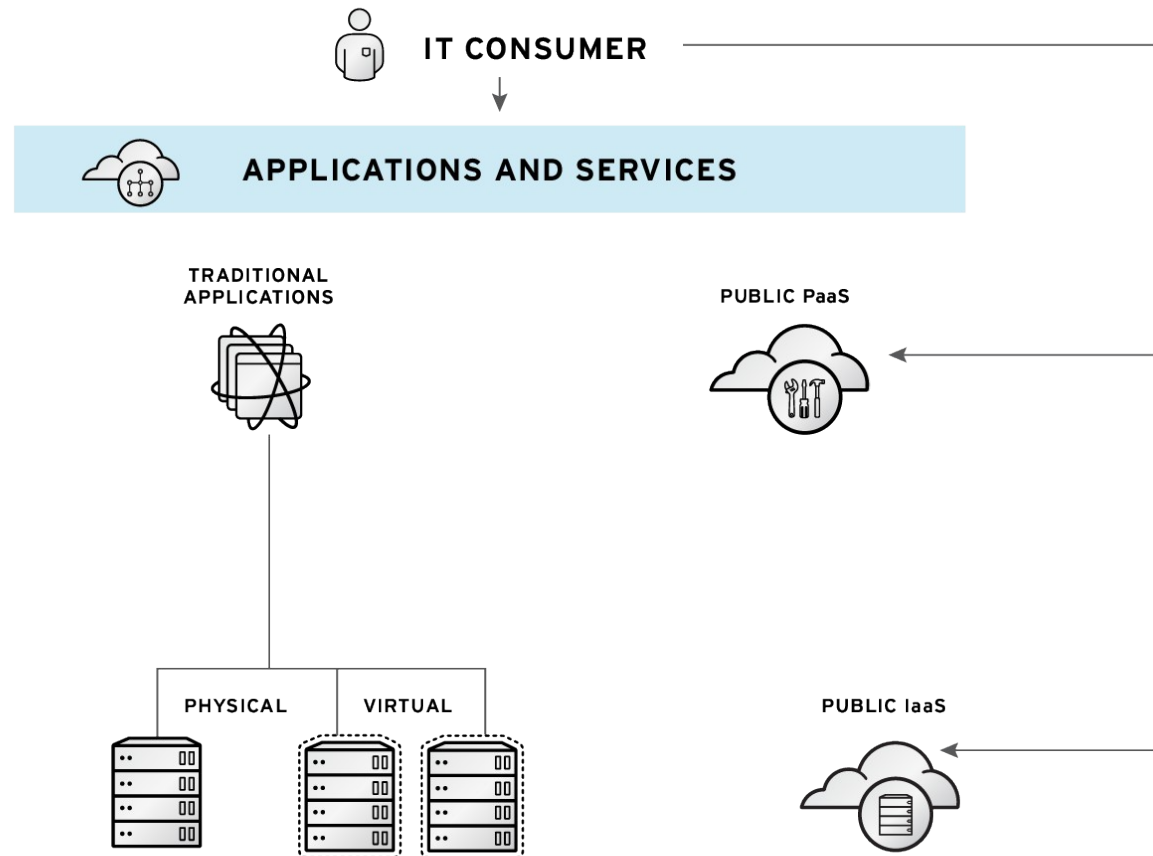 IT CONSUMER
APPLICATIONS AND SERVICES
TRADITIONAL
APPLICATIONS
PUBLIC PaaS
PHYSICAL
VIRTUAL
PUBLIC IaaS